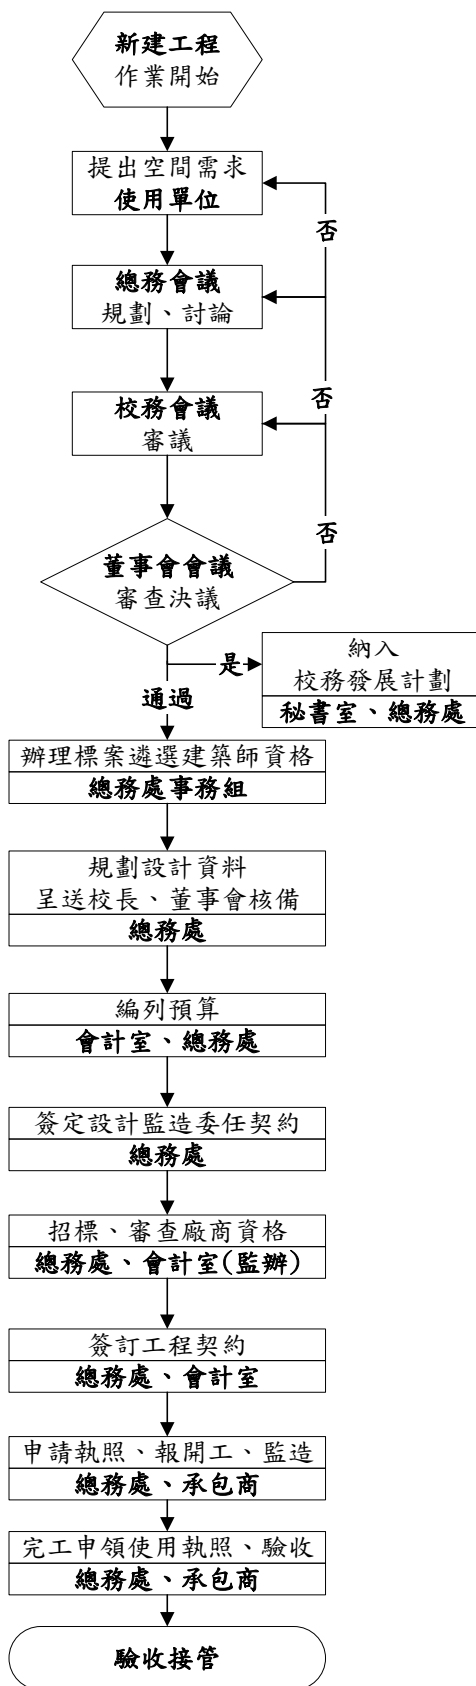 新建工程
作業開始
提出空間需求
使用單位
否
總務會議
規劃、討論
否
校務會議
審議
否
董事會會議
審查決議
是
納入
校務發展計劃
秘書室、總務處
通過
辦理標案遴選建築師資格
總務處事務組
規劃設計資料
呈送校長、董事會核備
總務處
編列預算
會計室、總務處
簽定設計監造委任契約
總務處
招標、審查廠商資格
總務處、會計室(監辦)
簽訂工程契約
總務處、會計室
申請執照、報開工、監造
總務處、承包商
完工申領使用執照、驗收
總務處、承包商
驗收接管